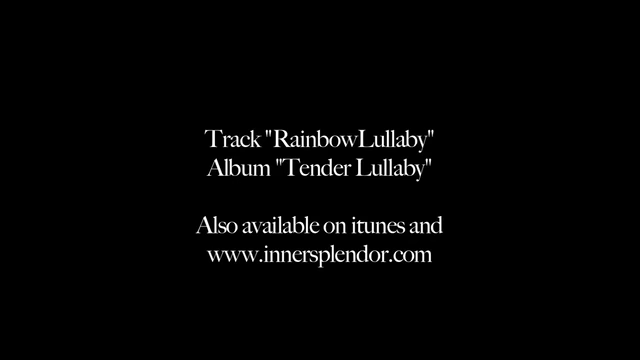 Track "RainbowLullaby"
Album "Tender Lullaby"
Also available on itunes and
www.innersplendor.com